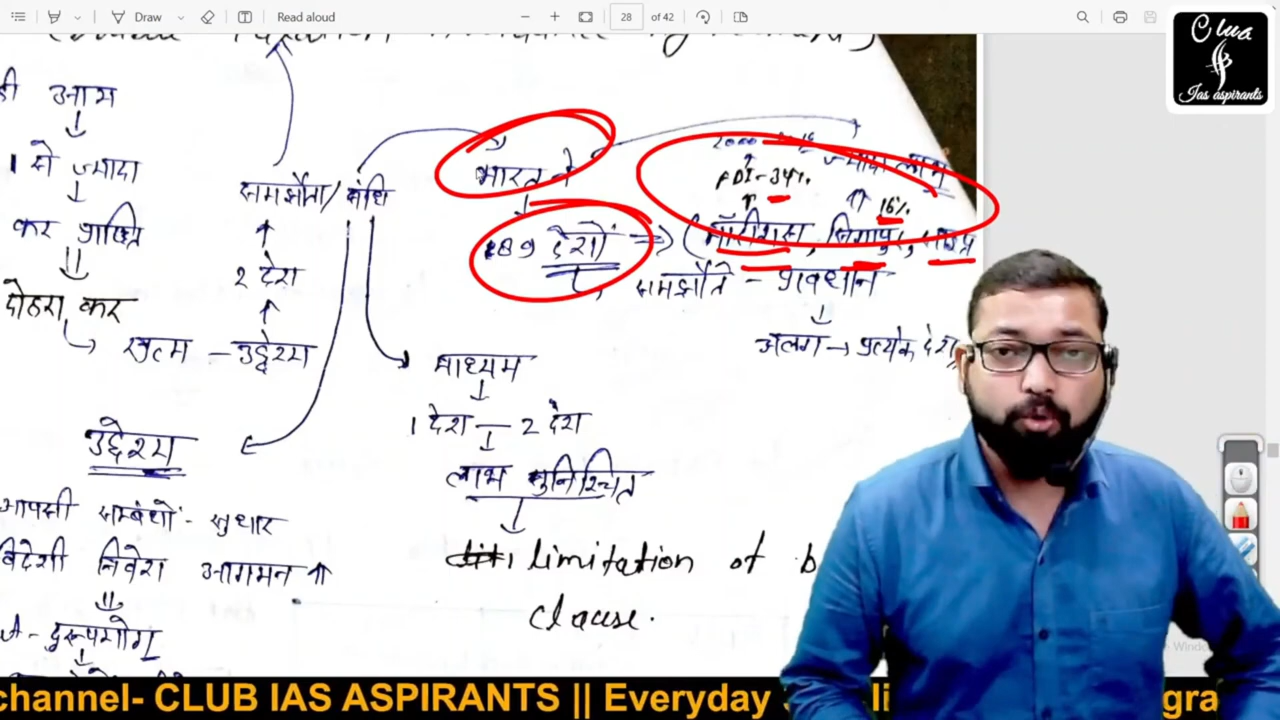 Draw
Read aloud
28 of 42
Club
Ias aspirants
आय
1 से ज्यादा
कर
दोहरा कर
खत्म - उद्देश्य
समझौता / संधि
2 देश
भारत ने
189 देशों
FDI - 34%
16%
मॉरीशस, सिंगापुर,
समझौते - प्रावधान
अलग → प्रत्येक देश
माध्यम
1 देश - 2 देश
लाभ सुनिश्चित
limitation of b
clause.
उद्देश्य
आपसी सम्बंधों - सुधार
विदेशी निवेश आगमन
दुरूपयोग
channel- CLUB IAS ASPIRANTS || Everyday